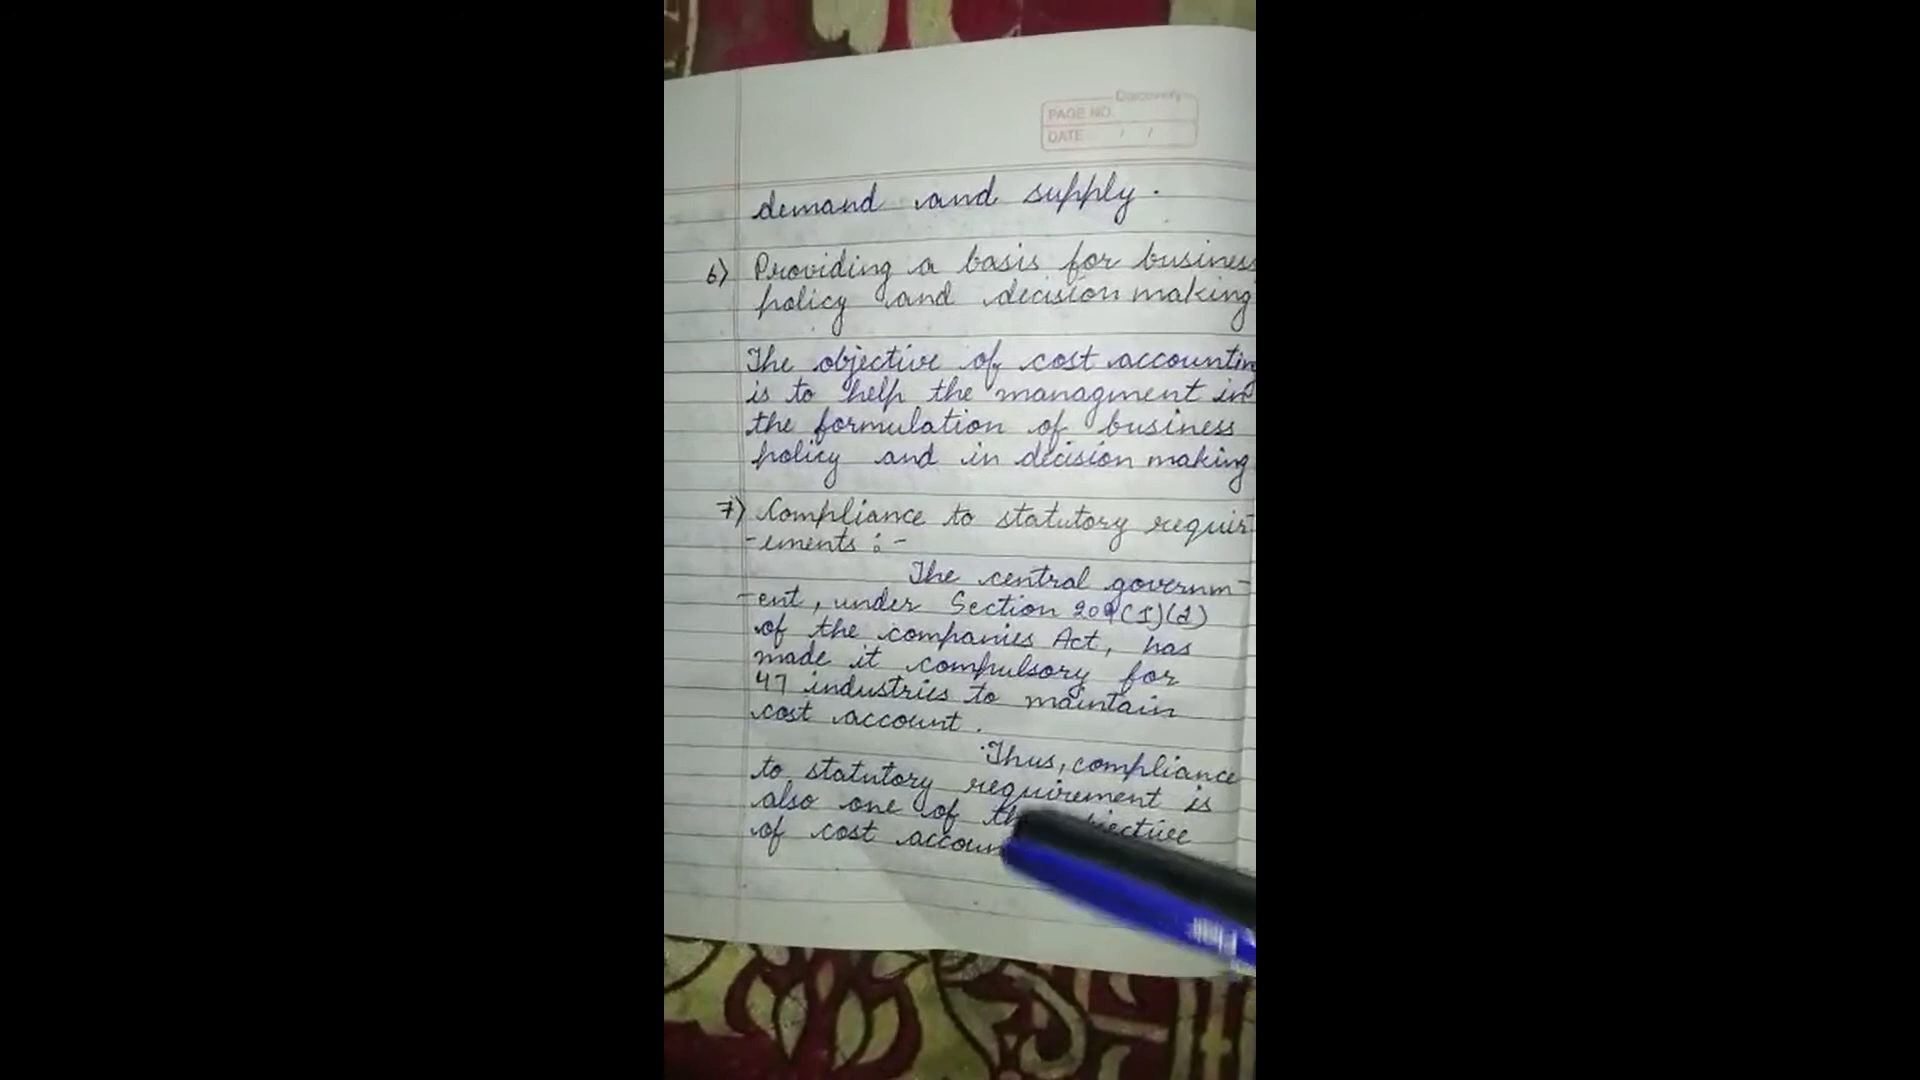 Discovery
PAGE NO.
DATE / /
demand and supply.
6) Providing a basis for business
policy and decision making
The objective of cost accountin
is to help the managment in
the formulation of business
policy and in decision making
7) Compliance to statutory requir-
-ements :-
The central governm-
-ent, under Section 209(1)(d)
of the companies Act, has
made it compulsory for
47 industries to maintain
cost account.
Thus, compliance
to statutory requirement is
also one of
of cost